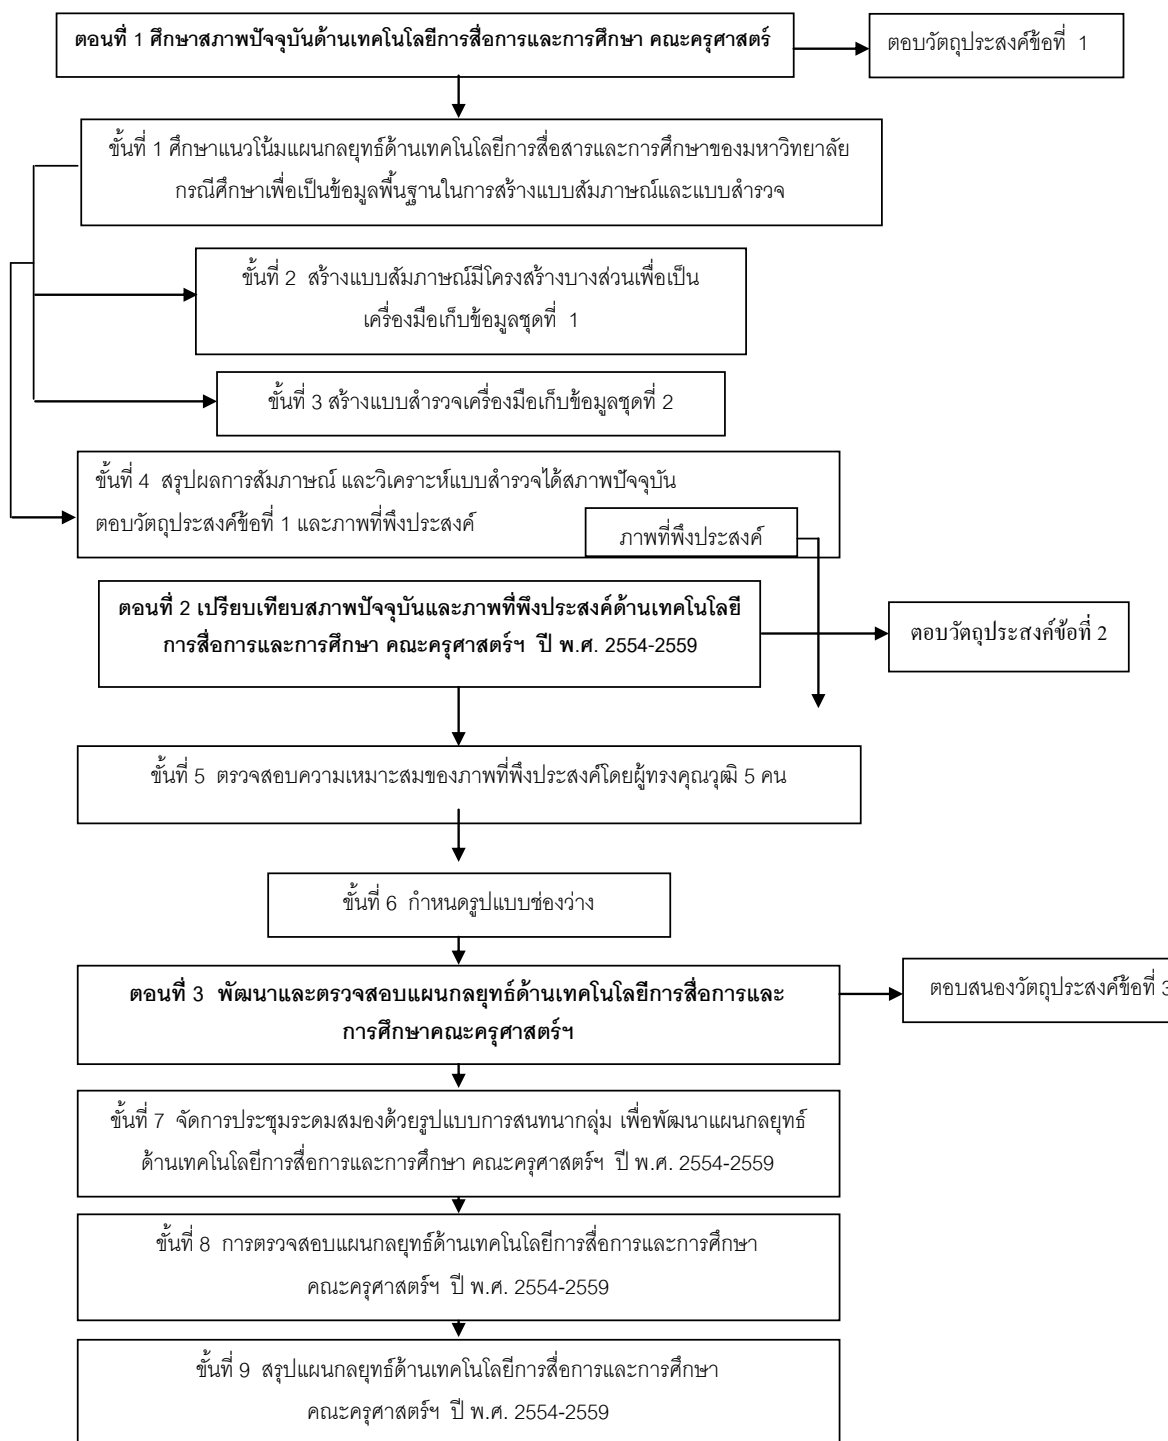 ตอนที่ 1 ศึกษาสภาพปัจจุบันด้านเทคโนโลยีการสื่อการและการศึกษา คณะครุศาสตร์
ตอบวัตถุประสงค์ข้อที่ 1
ขั้นที่ 1 ศึกษาแนวโน้มแผนกลยุทธ์ด้านเทคโนโลยีการสื่อสารและการศึกษาของมหาวิทยาลัย
กรณีศึกษาเพื่อเป็นข้อมูลพื้นฐานในการสร้างแบบสัมภาษณ์และแบบสำรวจ
ขั้นที่ 2 สร้างแบบสัมภาษณ์มีโครงสร้างบางส่วนเพื่อเป็น
เครื่องมือเก็บข้อมูลชุดที่ 1
ขั้นที่ 3 สร้างแบบสำรวจเครื่องมือเก็บข้อมูลชุดที่ 2
ขั้นที่ 4 สรุปผลการสัมภาษณ์ และวิเคราะห์แบบสำรวจได้สภาพปัจจุบัน
ตอบวัตถุประสงค์ข้อที่ 1 และภาพที่พึงประสงค์
ภาพที่พึงประสงค์
ตอนที่ 2 เปรียบเทียบสภาพปัจจุบันและภาพที่พึงประสงค์ด้านเทคโนโลยี
การสื่อการและการศึกษา คณะครุศาสตร์ฯ ปี พ.ศ. 2554-2559
ตอบวัตถุประสงค์ข้อที่ 2
ขั้นที่ 5 ตรวจสอบความเหมาะสมของภาพที่พึงประสงค์โดยผู้ทรงคุณวุฒิ 5 คน
ขั้นที่ 6 กำหนดรูปแบบช่องว่าง
ตอนที่ 3 พัฒนาและตรวจสอบแผนกลยุทธ์ด้านเทคโนโลยีการสื่อการและ
การศึกษาคณะครุศาสตร์ฯ
ตอบสนองวัตถุประสงค์ข้อที่ 3
ขั้นที่ 7 จัดการประชุมระดมสมองด้วยรูปแบบการสนทนากลุ่ม เพื่อพัฒนาแผนกลยุทธ์
ด้านเทคโนโลยีการสื่อการและการศึกษา คณะครุศาสตร์ฯ ปี พ.ศ. 2554-2559
ขั้นที่ 8 การตรวจสอบแผนกลยุทธ์ด้านเทคโนโลยีการสื่อการและการศึกษา
คณะครุศาสตร์ฯ ปี พ.ศ. 2554-2559
ขั้นที่ 9 สรุปแผนกลยุทธ์ด้านเทคโนโลยีการสื่อการและการศึกษา
คณะครุศาสตร์ฯ ปี พ.ศ. 2554-2559